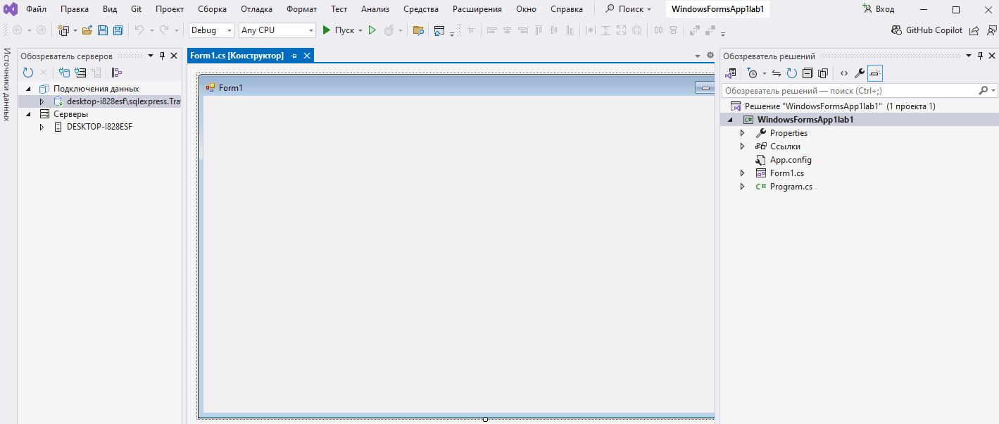 Файл Правка Вид Git Проект Сборка Отладка Формат Тест Анализ Средства Расширения Окно Справка Поиск WindowsFormsApp1lab1 Вход
Debug Any CPU Пуск GitHub Copilot
Источники данных
Обозреватель серверов
Подключения данных
desktop-i828esf\sqlexpress.Tra
Серверы
DESKTOP-I828ESF
Form1.cs [Конструктор]
Form1
Обозреватель решений
Обозреватель решений — поиск (Ctrl+;)
Решение "WindowsFormsApp1lab1" (1 проекта 1)
C# WindowsFormsApp1lab1
Properties
Ссылки
App.config
Form1.cs
C# Program.cs